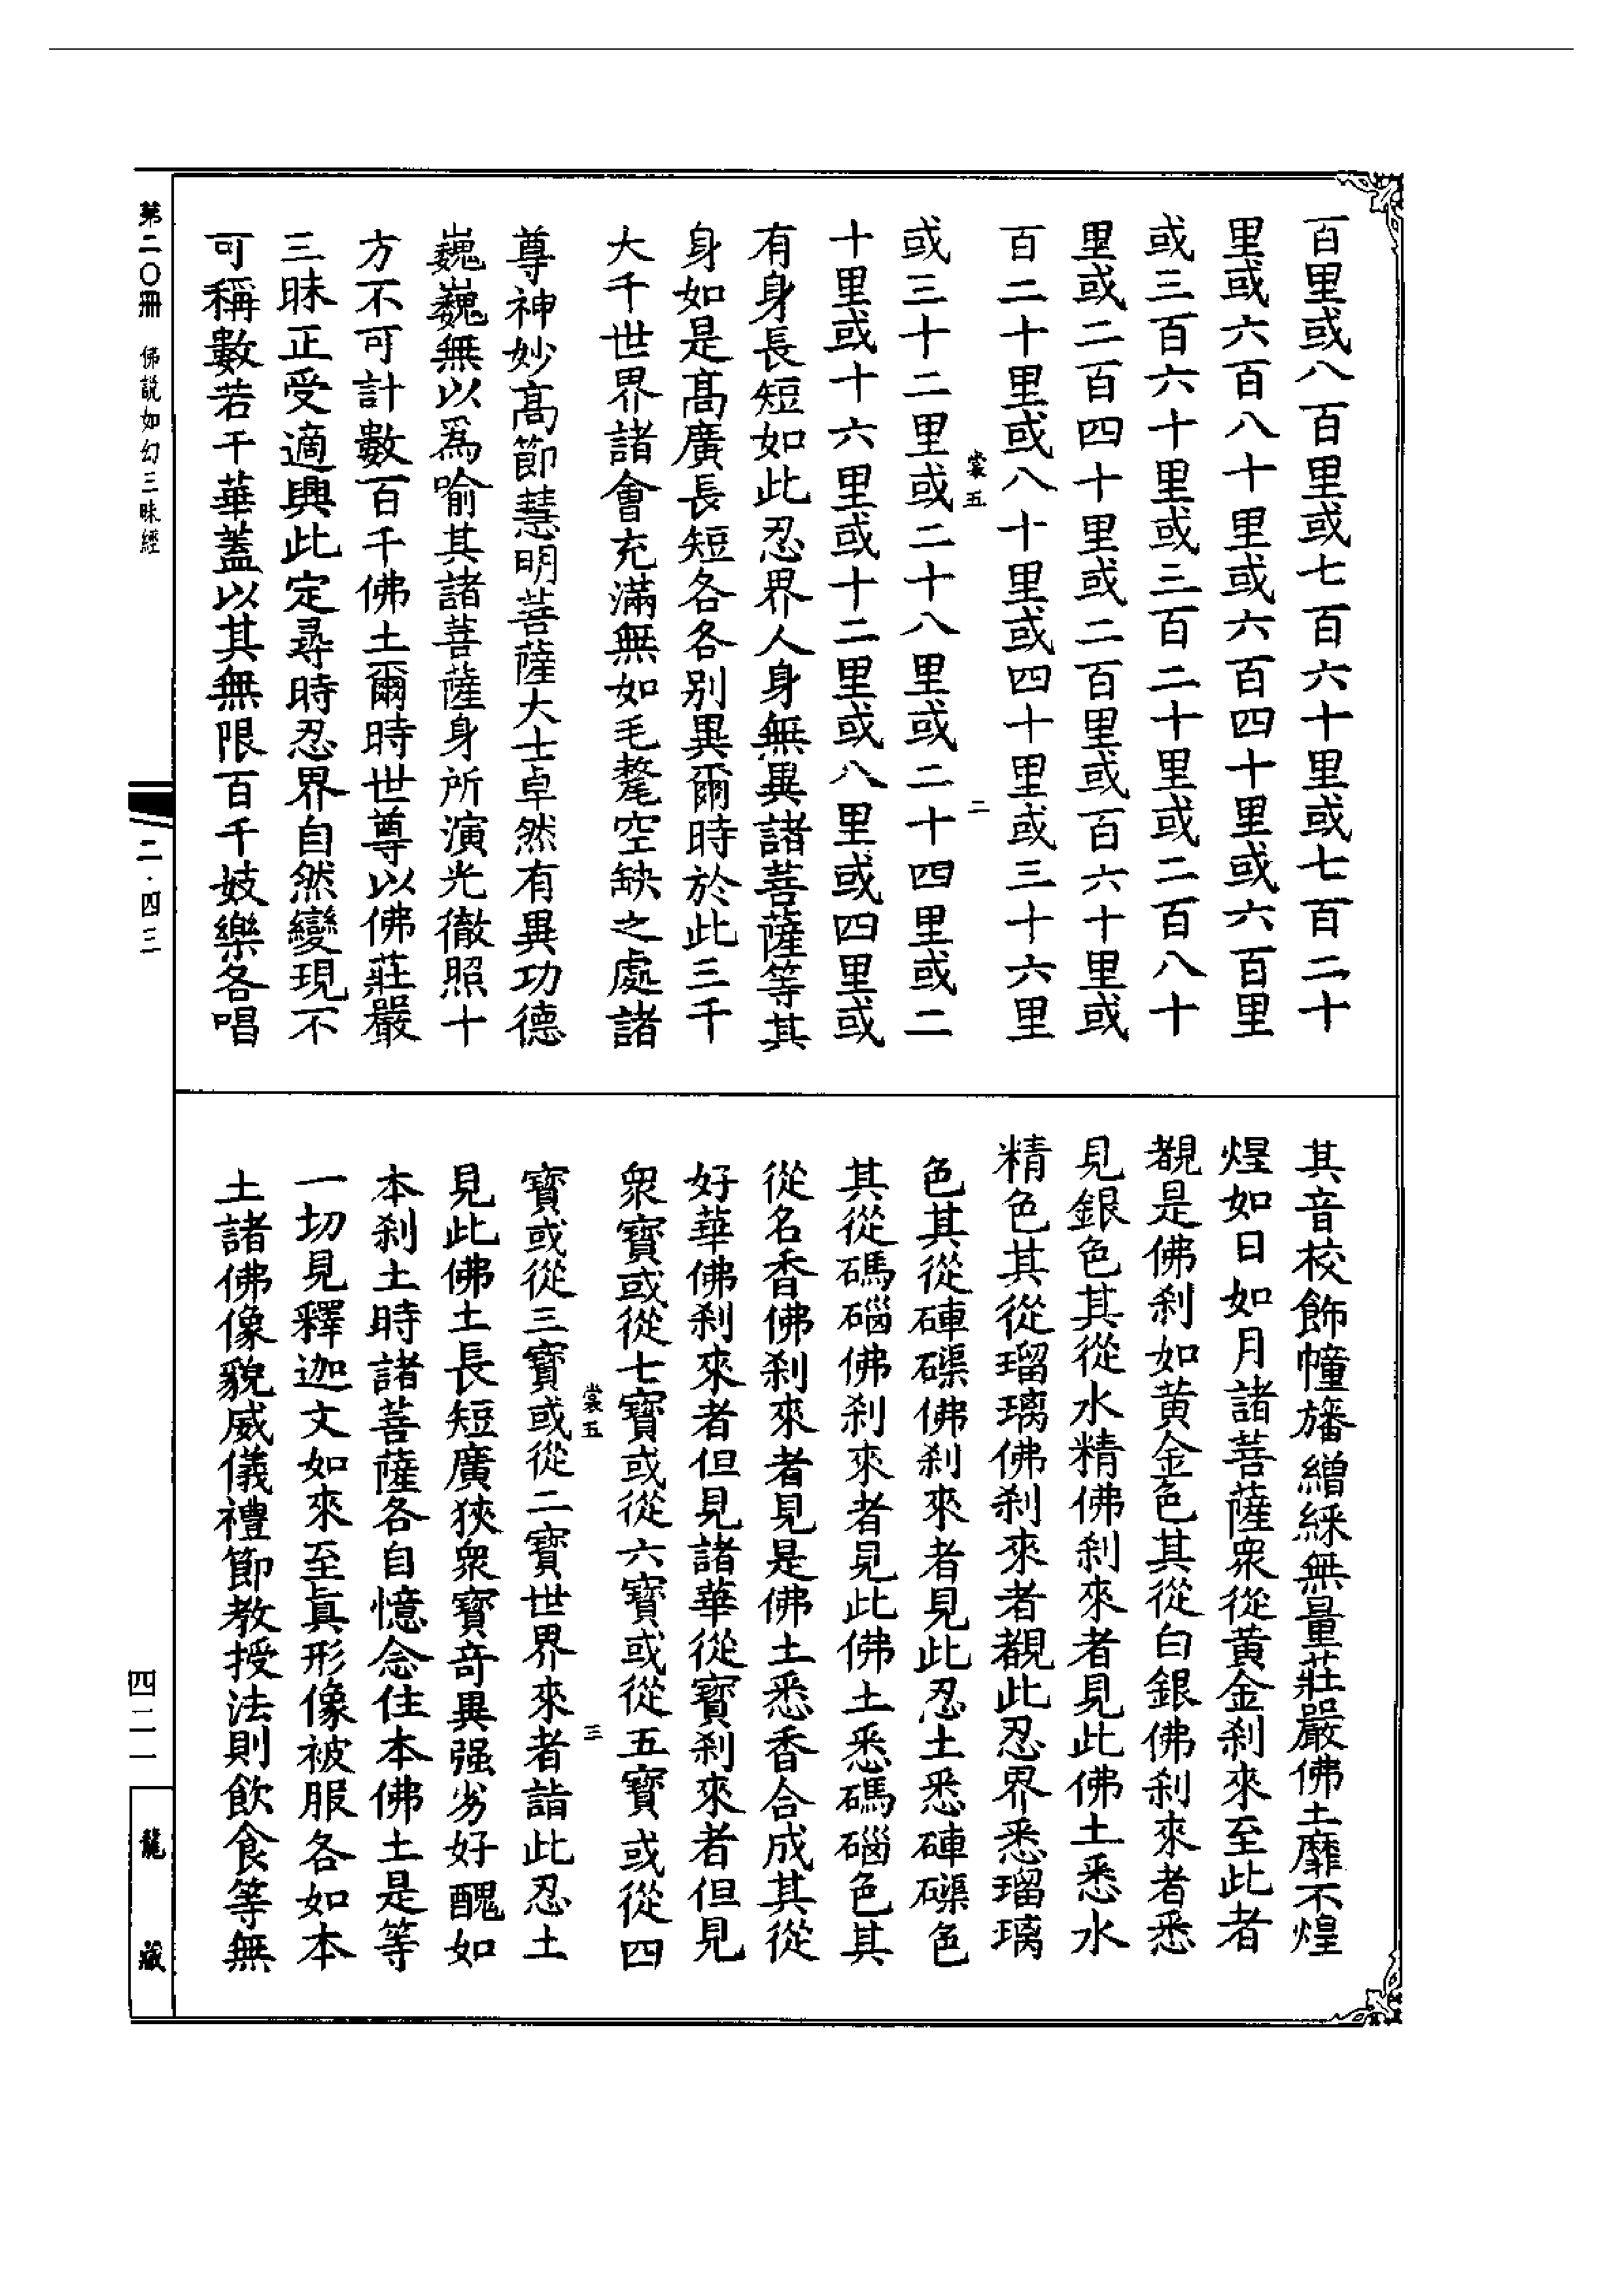 百里或八百里或七百六十里或七百二十
里或六百八十里或六百四十里或六百里
或三百六十里或三百二十里或二百八十
里或二百四十里或二百里或百六十里或
百二十里或八十里或四十里或三十六里
裳五
二
或三十二里或二十八里或二十四里或二
十里或十六里或十二里或八里或四里或
有身長短如此忍界人身無異諸菩薩等其
身如是高廣長短各各別異爾時於此三千
大千世界諸會充滿無如毛氂空缺之處諸
尊神妙高節慧明菩薩大士卓然有異功德
巍巍無以為喻其諸菩薩身所演光徹照十
方不可計數百千佛土爾時世尊以佛莊嚴
三昧正受適興此定尋時忍界自然變現不
可稱數若干華蓋以其無限百千妓樂各唱
其音校飾幢旛繒綵無量莊嚴佛土靡不煌
煌如日如月諸菩薩眾從黃金剎來至此者
覩是佛剎如黃金色其從白銀佛剎來者悉
見銀色其從水精佛剎來者見此佛土悉水
精色其從瑠璃佛剎來者覩此忍界悉瑠璃
色其從硨磲佛剎來者見此忍土悉硨磲色
其從碼碯佛剎來者見此佛土悉碼碯色其
從名香佛剎來者見是佛土悉香合成其從
好華佛剎來者但見諸華從寶剎來者但見
眾寶或從七寶或從六寶或從五寶或從四
裳五
三
寶或從三寶或從二寶世界來者詣此忍土
見此佛土長短廣狹眾寶奇異强劣好醜如
本剎土時諸菩薩各自憶念住本佛土是等
一切見釋迦文如來至真形像被服各如本
土諸佛像貌威儀禮節教授法則飲食等無
第二〇冊 佛説如幻三昧經
二·四三
四二一
龍藏